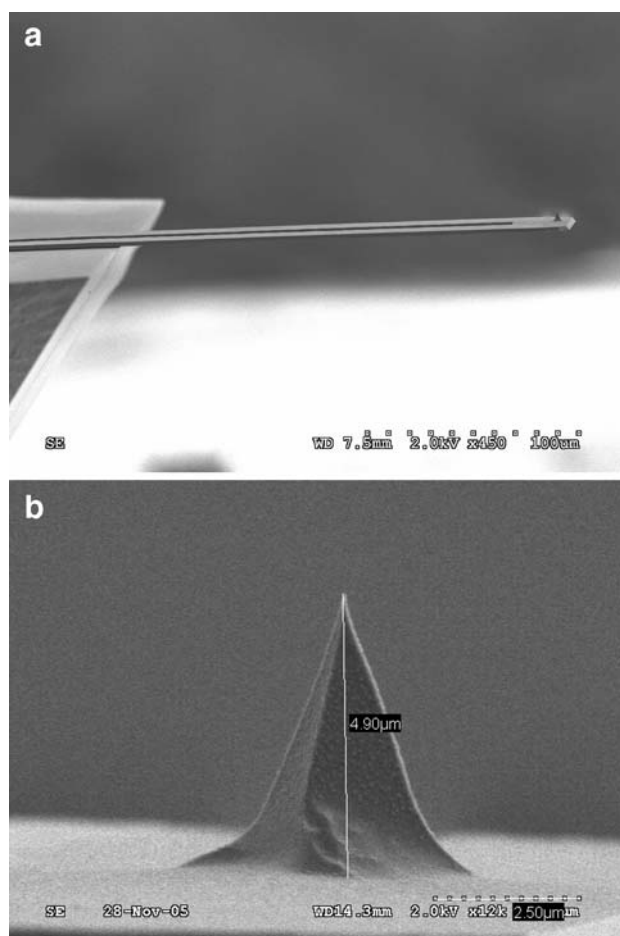 a
SE WD 7.5mm 2.0kV x450 100um
b
4.90µm
SE 28-Nov-05 WD14.3mm 2.0kV x12k 2.50µm